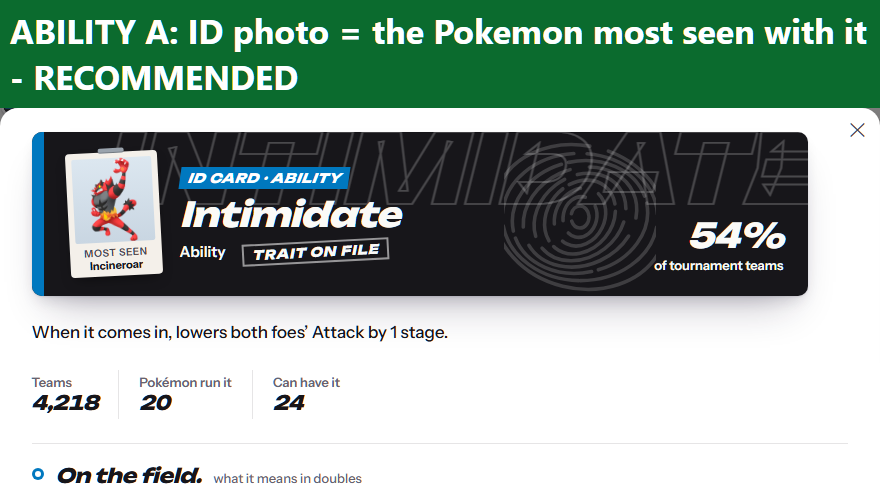 ABILITY A: ID photo = the Pokemon most seen with it
- RECOMMENDED
INTIMIDATE
ID CARD · ABILITY
Intimidate
Ability
TRAIT ON FILE
MOST SEEN
Incineroar
54%
of tournament teams
When it comes in, lowers both foes’ Attack by 1 stage.
Teams
4,218
Pokémon run it
20
Can have it
24
On the field. what it means in doubles